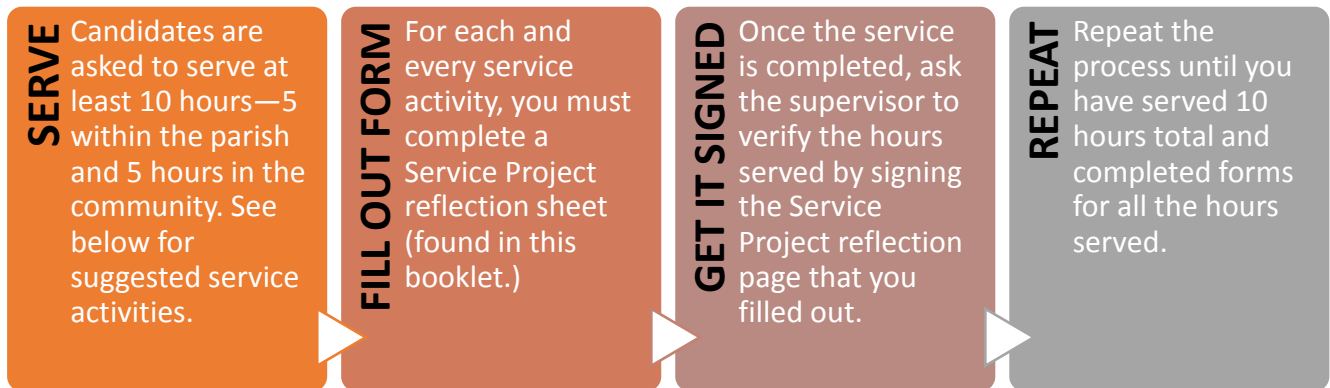 SERVE
Candidates are
asked to serve at
least 10 hours—5
within the parish
and 5 hours in the
community. See
below for
suggested service
activities.
FILL OUT FORM
For each and
every service
activity, you must
complete a
Service Project
reflection sheet
(found in this
booklet.)
GET IT SIGNED
Once the service
is completed, ask
the supervisor to
verify the hours
served by signing
the Service
Project reflection
page that you
filled out.
REPEAT
Repeat the
process until you
have served 10
hours total and
completed forms
for all the hours
served.